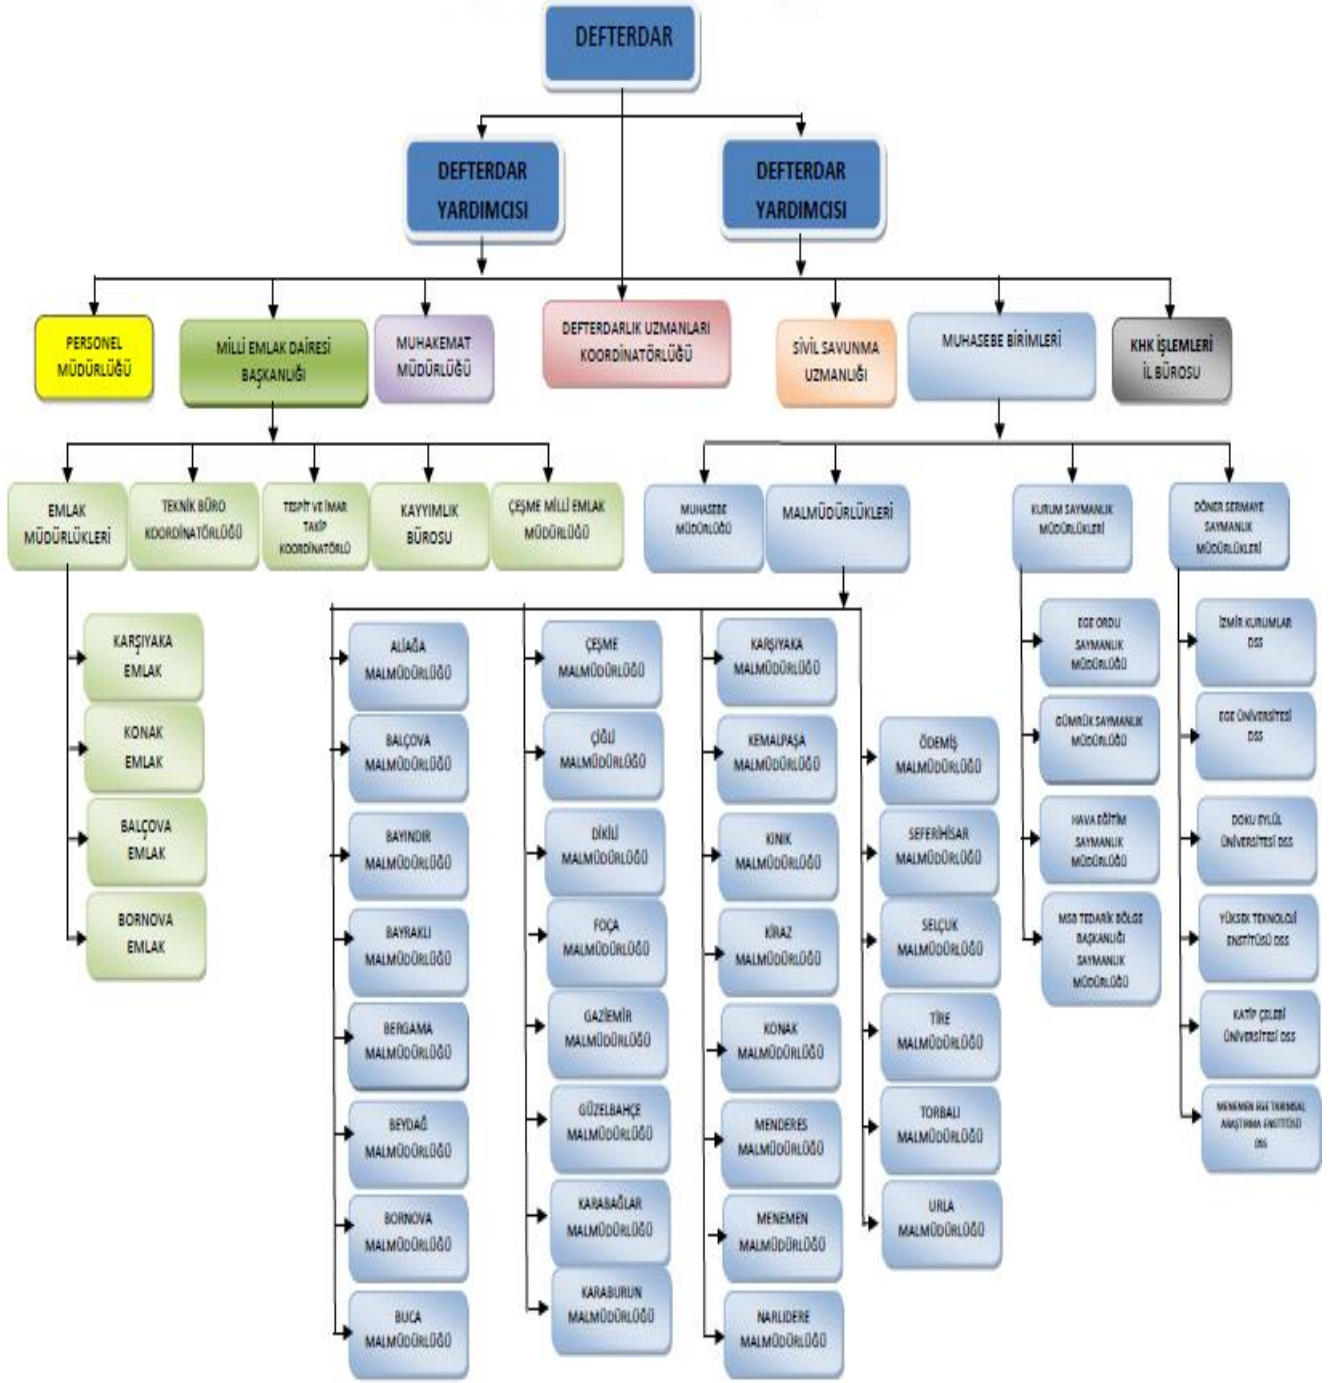 DEFTERDAR
DEFTERDAR
YARDIMCISI
DEFTERDAR
YARDIMCISI
PERSONEL
MÜDÜRLÜĞÜ
MİLLİ EMLAK DAİRESİ
BAŞKANLIĞI
MUHAKEMAT
MÜDÜRLÜĞÜ
DEFTERDARLIK UZMANLARI
KOORDİNATÖRLÜĞÜ
SİVİL SAVUNMA
UZMANLIĞI
MUHASEBE BİRİMLERİ
KHK İŞLEMLERİ
İL BÜROSU
EMLAK
MÜDÜRLÜKLERİ
TEKNİK BÜRO
KOORDİNATÖRLÜĞÜ
TESPİT VE İMAR
TAKİP
KOORDİNATÖRLÜ
KAYYIMLIK
BÜROSU
ÇEŞME MİLLİ EMLAK
MÜDÜRLÜĞÜ
MUHASEBE
MÜDÜRLÜĞÜ
MALMÜDÜRLÜKLERİ
KURUM SAYMANLIK
MÜDÜRLÜKLERİ
DÖNER SERMAYE
SAYMANLIK
MÜDÜRLÜKLERİ
KARŞIYAKA
EMLAK
KONAK
EMLAK
BALÇOVA
EMLAK
BORNOVA
EMLAK
ALİAĞA
MALMÜDÜRLÜĞÜ
BALÇOVA
MALMÜDÜRLÜĞÜ
BAYINDIR
MALMÜDÜRLÜĞÜ
BAYRAKLI
MALMÜDÜRLÜĞÜ
BERGAMA
MALMÜDÜRLÜĞÜ
BEYDAĞ
MALMÜDÜRLÜĞÜ
BORNOVA
MALMÜDÜRLÜĞÜ
BUCA
MALMÜDÜRLÜĞÜ
ÇEŞME
MALMÜDÜRLÜĞÜ
ÇİĞLİ
MALMÜDÜRLÜĞÜ
DİKİLİ
MALMÜDÜRLÜĞÜ
FOÇA
MALMÜDÜRLÜĞÜ
GAZİEMİR
MALMÜDÜRLÜĞÜ
GÜZELBAHÇE
MALMÜDÜRLÜĞÜ
KARABAĞLAR
MALMÜDÜRLÜĞÜ
KARABURUN
MALMÜDÜRLÜĞÜ
KARŞIYAKA
MALMÜDÜRLÜĞÜ
KEMALPAŞA
MALMÜDÜRLÜĞÜ
KINIK
MALMÜDÜRLÜĞÜ
KİRAZ
MALMÜDÜRLÜĞÜ
KONAK
MALMÜDÜRLÜĞÜ
MENDERES
MALMÜDÜRLÜĞÜ
MENEMEN
MALMÜDÜRLÜĞÜ
NARLIDERE
MALMÜDÜRLÜĞÜ
ÖDEMİŞ
MALMÜDÜRLÜĞÜ
SEFERİHİSAR
MALMÜDÜRLÜĞÜ
SELÇUK
MALMÜDÜRLÜĞÜ
TİRE
MALMÜDÜRLÜĞÜ
TORBALI
MALMÜDÜRLÜĞÜ
URLA
MALMÜDÜRLÜĞÜ
EGE ORDU
SAYMANLIK
MÜDÜRLÜĞÜ
GÜMRÜK SAYMANLIK
MÜDÜRLÜĞÜ
HAVA EĞİTİM
SAYMANLIK
MÜDÜRLÜĞÜ
MSB TEDARİK BÖLGE
BAŞKANLIĞI
SAYMANLIK
MÜDÜRLÜĞÜ
İZMİR KURUMLAR
DSS
EGE ÜNİVERSİTESİ
DSS
DOKU EYLÜL
ÜNİVERSİTESİ DSS
YÜKSEK TEKNOLOJİ
ENSTİTÜSÜ DSS
KATİP ÇELEBİ
ÜNİVERSİTESİ DSS
MENEMEN EGE TARIMSAL
ARAŞTIRMA ENSTİTÜSÜ
DSS